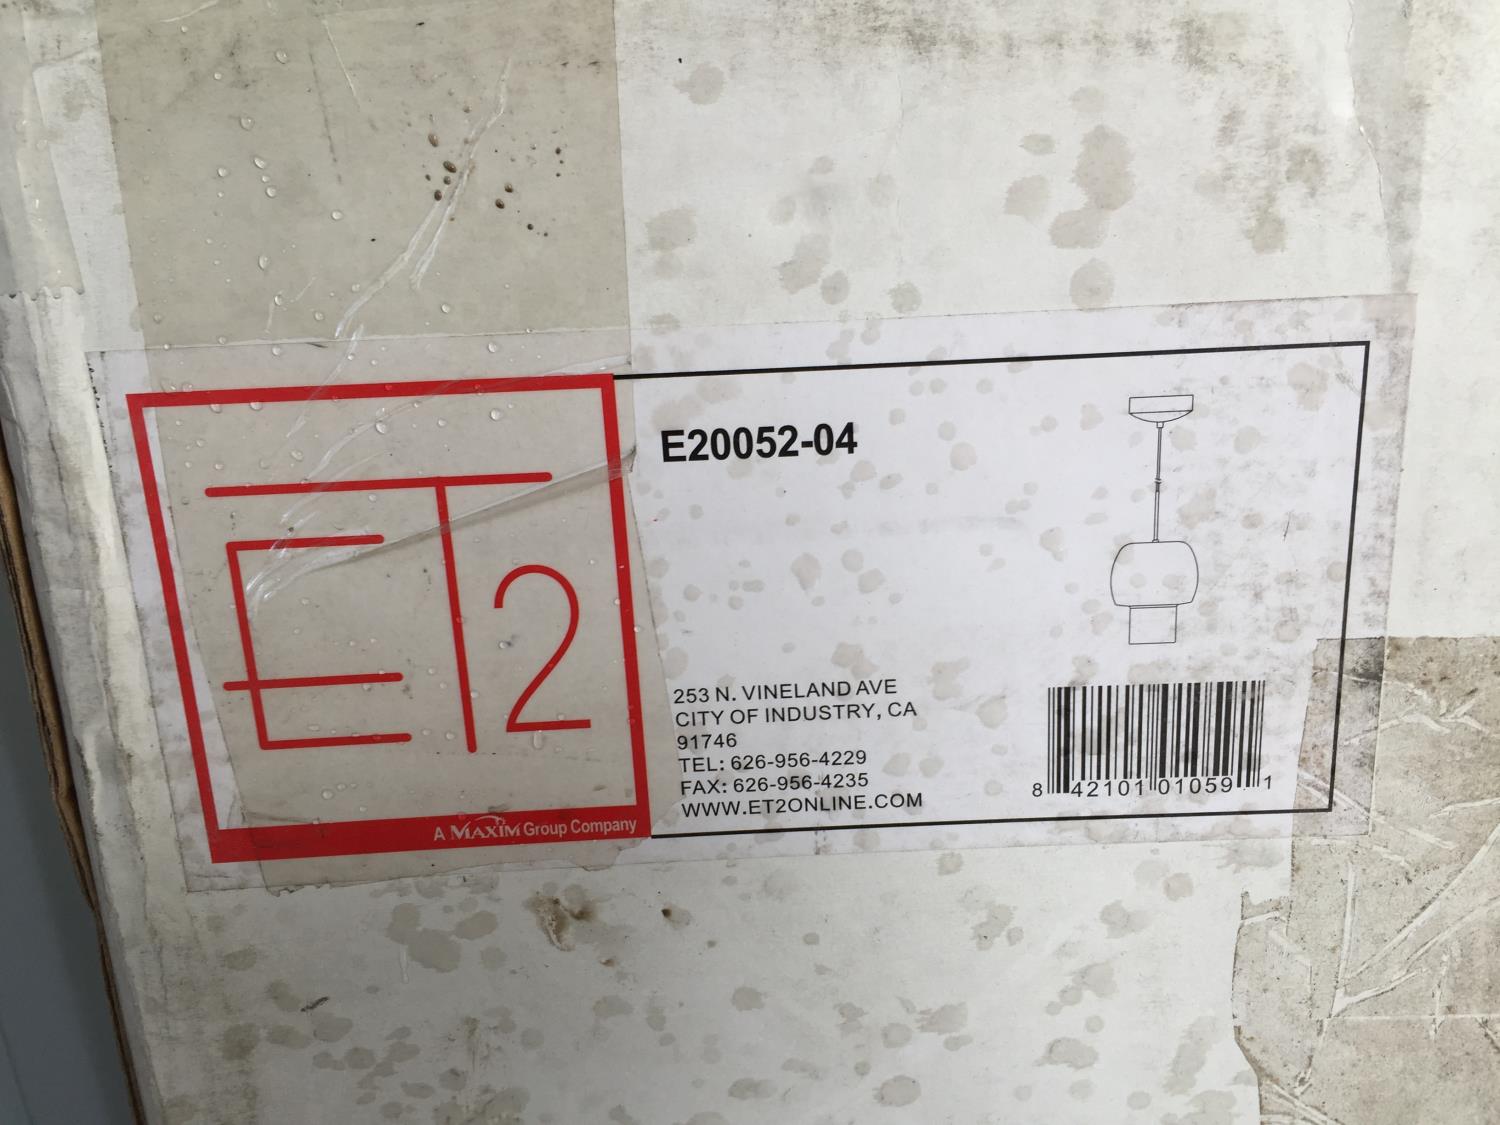 ET2
A MAXIM Group Company
E20052-04
253 N. VINELAND AVE
CITY OF INDUSTRY, CA
91746
TEL: 626-956-4229
FAX: 626-956-4235
WWW.ET2ONLINE.COM
8 42101 01059 1